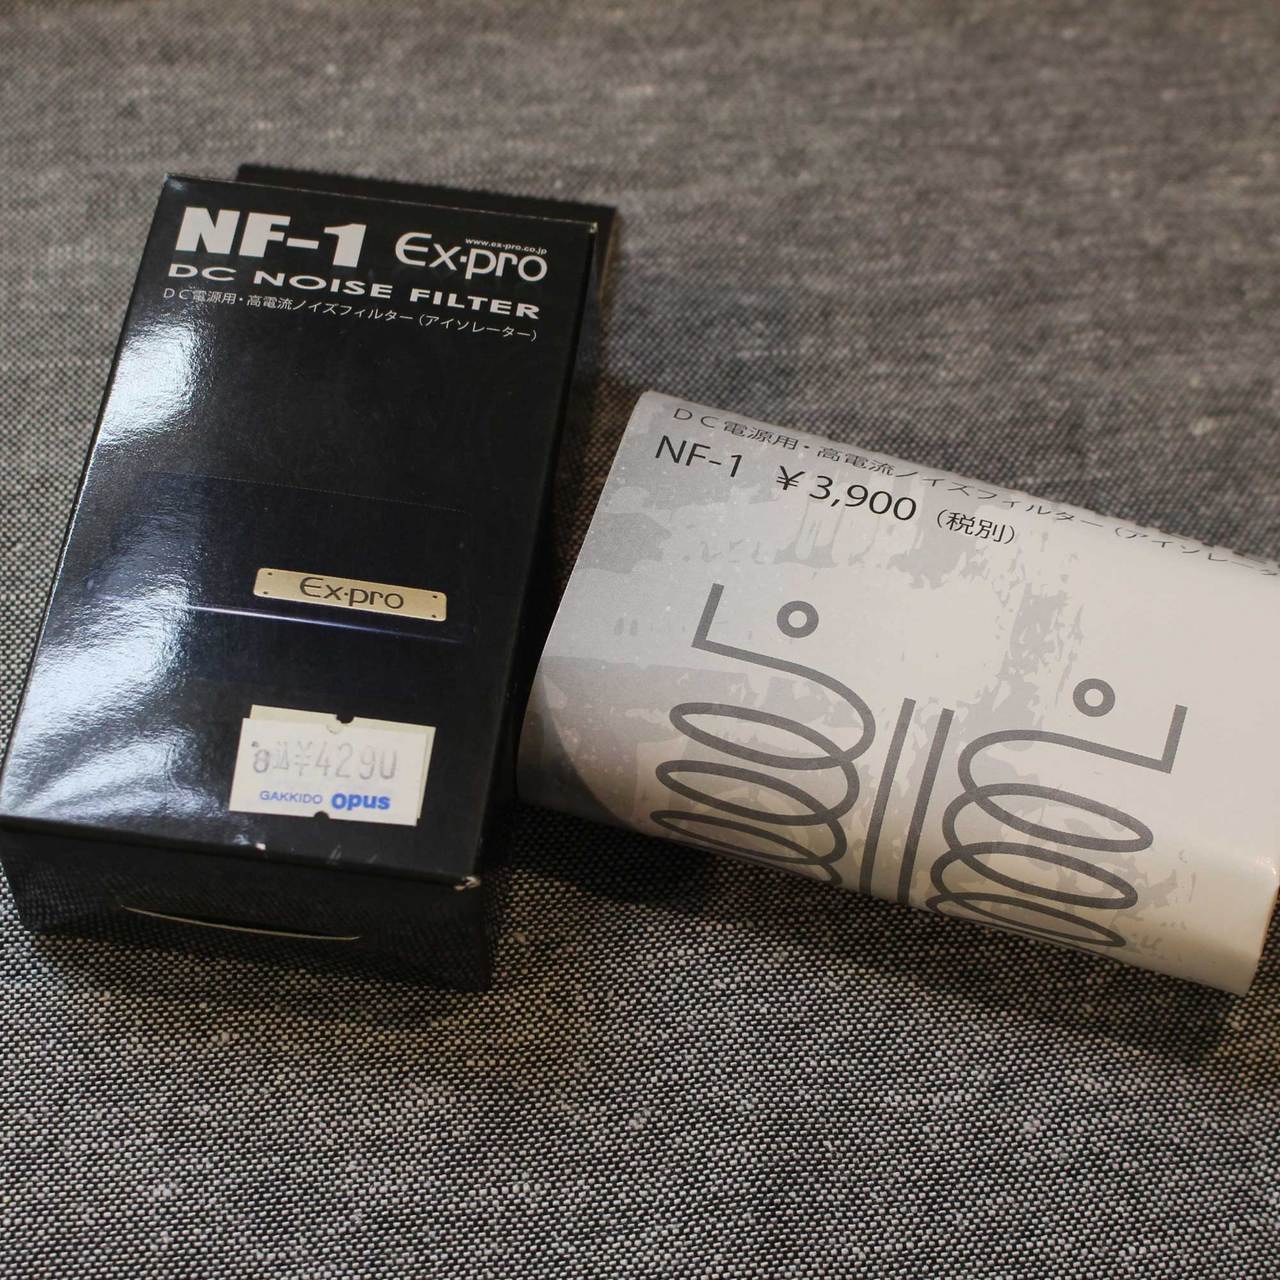 NF-1 Ex-pro
www.ex-pro.co.jp
DC NOISE FILTER
DC電源用・高電流ノイズフィルター（アイソレーター）
Ex-pro
¥4290
GAKKIDO opus
DC電源用・高電流ノイズフィルター（アイソレーター
NF-1 ¥3,900（税別）